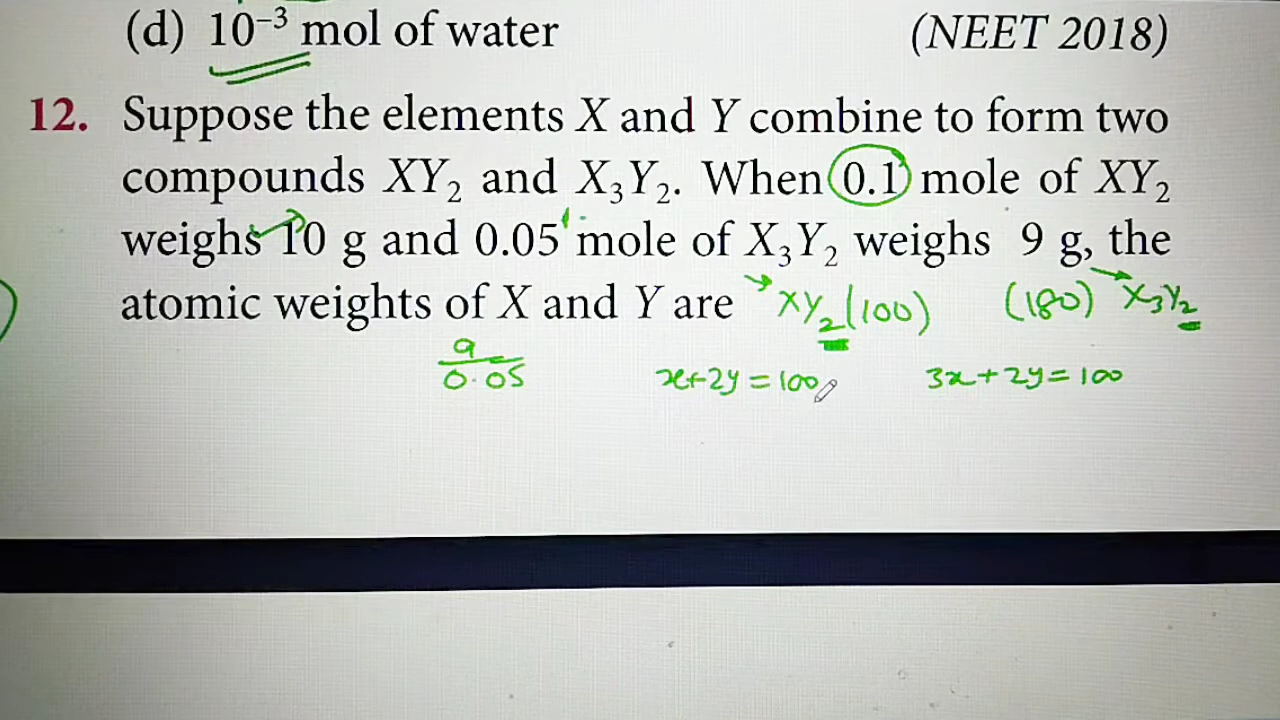 (d) 10⁻³ mol of water (NEET 2018)
12. Suppose the elements X and Y combine to form two
compounds XY₂ and X₃Y₂. When 0.1 mole of XY₂
weighs 10 g and 0.05 mole of X₃Y₂ weighs 9 g, the
atomic weights of X and Y are XY₂ (100) (180) X₃Y₂
9
0.05
x+2y = 100
3x+2y = 100